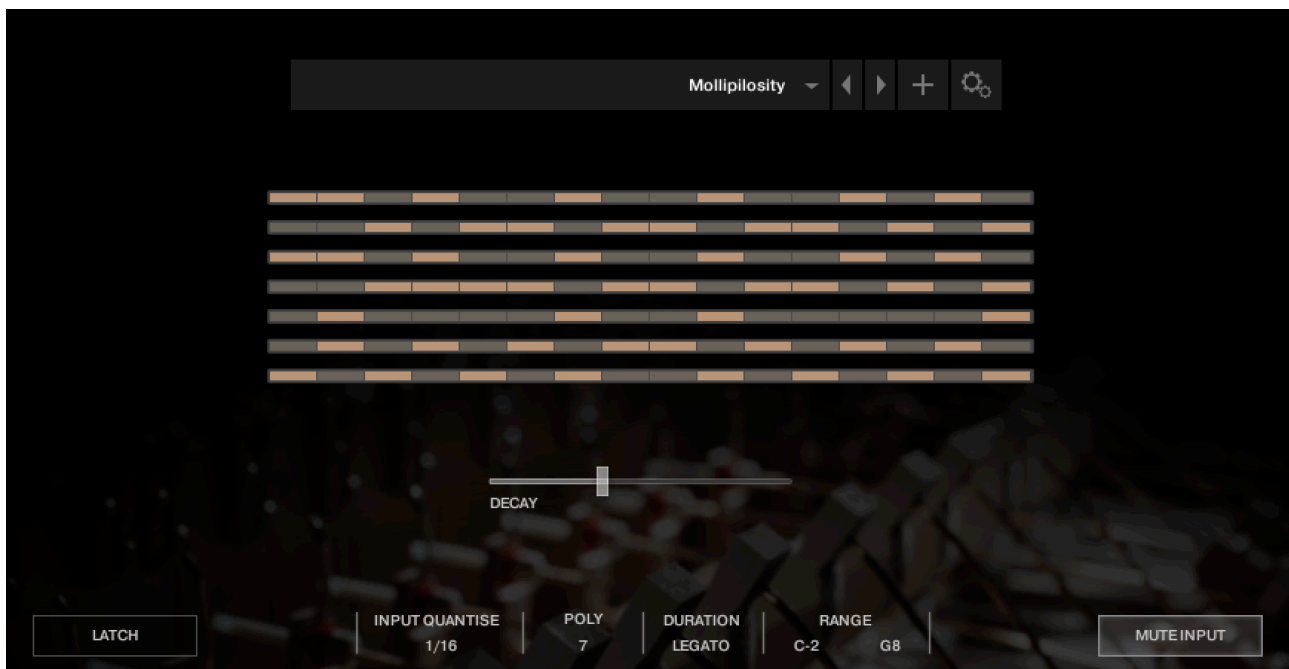 Mollipilosity
DECAY
LATCH
INPUT QUANTISE
1/16
POLY
7
DURATION
LEGATO
RANGE
C-2 G8
MUTE INPUT